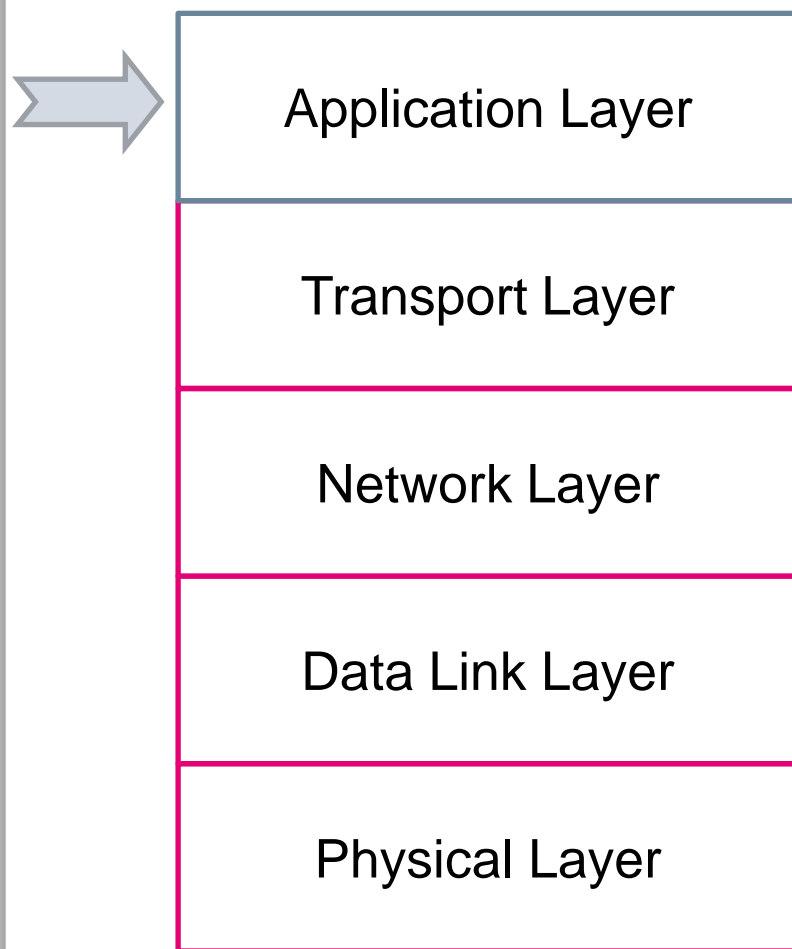 Application Layer
Transport Layer
Network Layer
Data Link Layer
Physical Layer